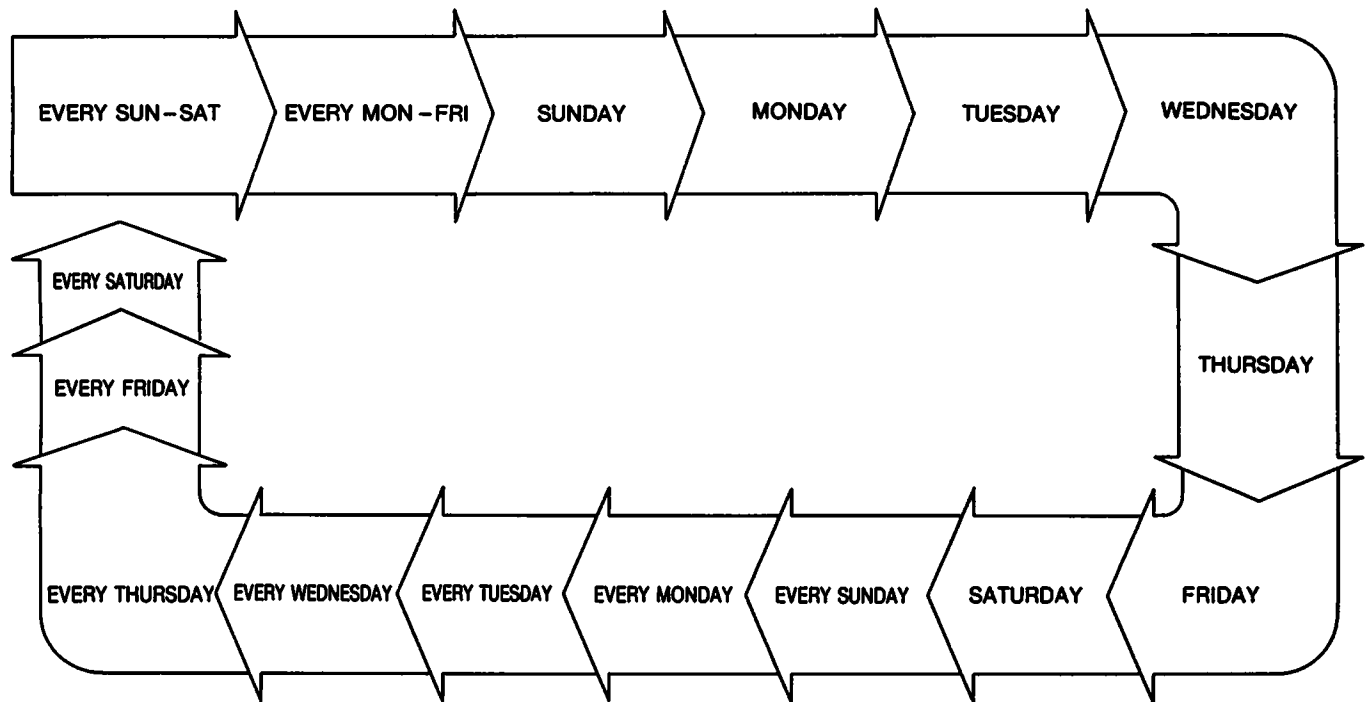 EVERY SUN-SAT
EVERY MON-FRI
SUNDAY
MONDAY
TUESDAY
WEDNESDAY
THURSDAY
FRIDAY
SATURDAY
EVERY SUNDAY
EVERY MONDAY
EVERY TUESDAY
EVERY WEDNESDAY
EVERY THURSDAY
EVERY FRIDAY
EVERY SATURDAY